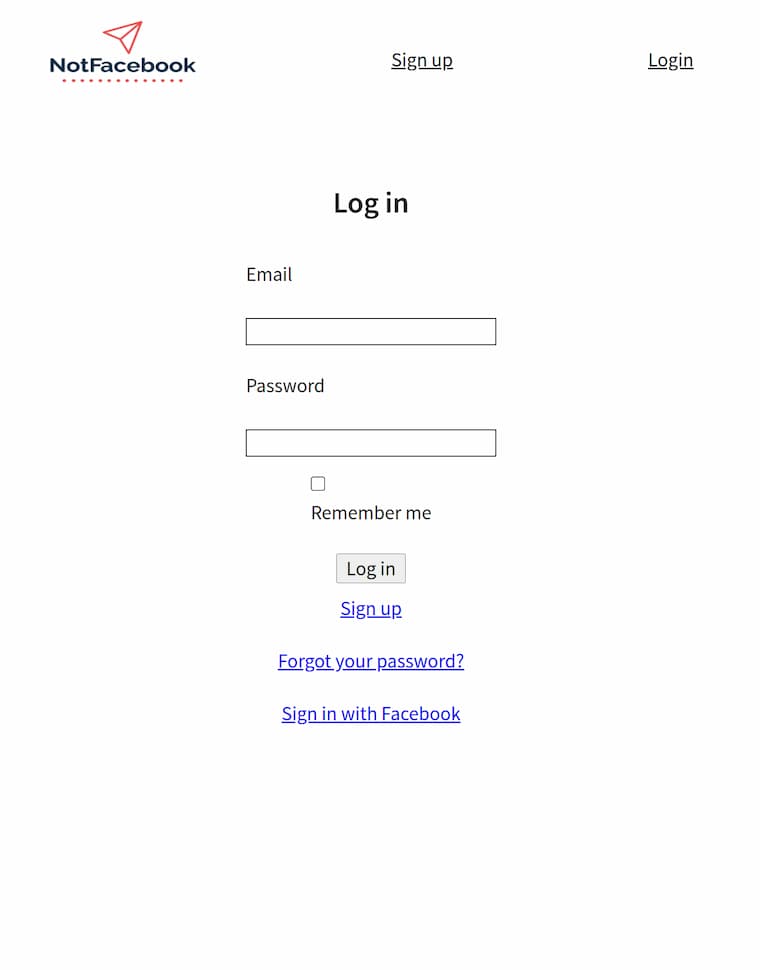 NotFacebook
Sign up
Login
Log in
Email
Password
Remember me
Log in
Sign up
Forgot your password?
Sign in with Facebook